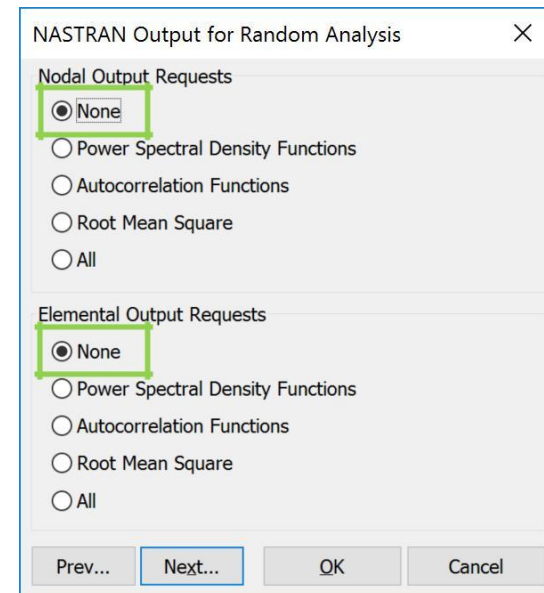 NASTRAN Output for Random Analysis
Nodal Output Requests
None
Power Spectral Density Functions
Autocorrelation Functions
Root Mean Square
All
Elemental Output Requests
None
Power Spectral Density Functions
Autocorrelation Functions
Root Mean Square
All
Prev... Next... OK Cancel